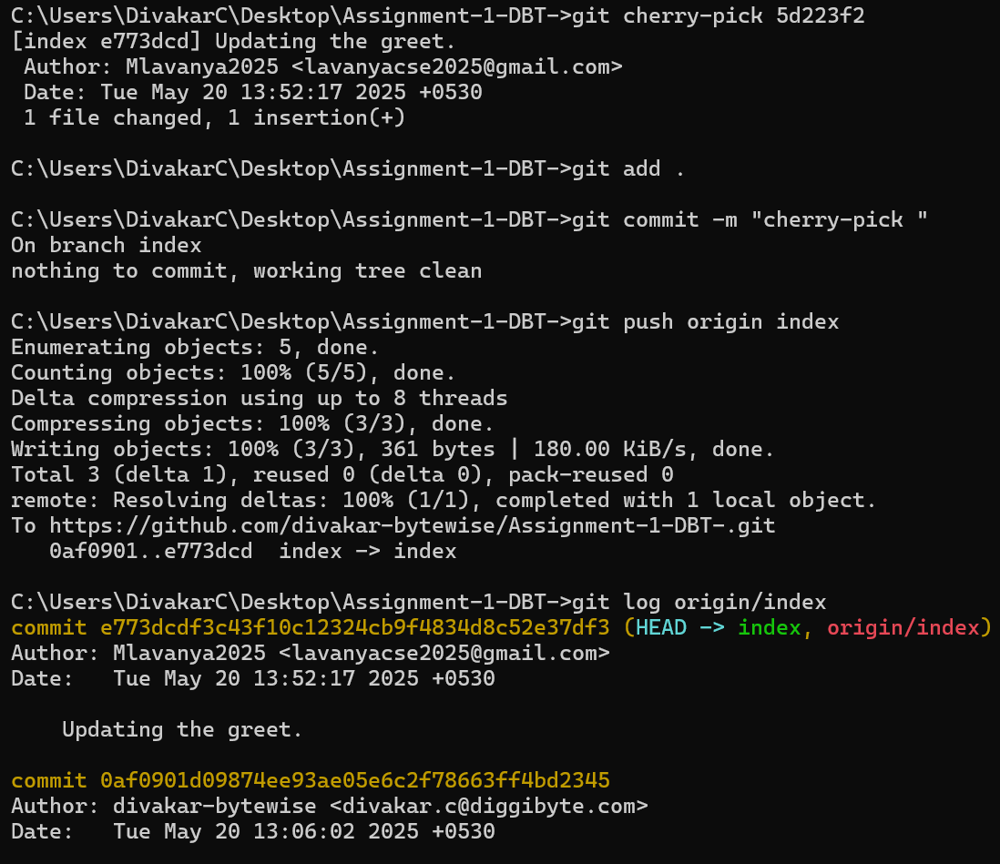 C:\Users\DivakarC\Desktop\Assignment-1-DBT->git cherry-pick 5d223f2
[index e773dcd] Updating the greet.
 Author: Mlavanya2025 <lavanyacse2025@gmail.com>
 Date: Tue May 20 13:52:17 2025 +0530
 1 file changed, 1 insertion(+)
C:\Users\DivakarC\Desktop\Assignment-1-DBT->git add .
C:\Users\DivakarC\Desktop\Assignment-1-DBT->git commit -m "cherry-pick "
On branch index
nothing to commit, working tree clean
C:\Users\DivakarC\Desktop\Assignment-1-DBT->git push origin index
Enumerating objects: 5, done.
Counting objects: 100% (5/5), done.
Delta compression using up to 8 threads
Compressing objects: 100% (3/3), done.
Writing objects: 100% (3/3), 361 bytes | 180.00 KiB/s, done.
Total 3 (delta 1), reused 0 (delta 0), pack-reused 0
remote: Resolving deltas: 100% (1/1), completed with 1 local object.
To https://github.com/divakar-bytewise/Assignment-1-DBT-.git
   0af0901..e773dcd  index -> index
C:\Users\DivakarC\Desktop\Assignment-1-DBT->git log origin/index
commit e773dcdf3c43f10c12324cb9f4834d8c52e37df3 (HEAD -> index, origin/index)
Author: Mlavanya2025 <lavanyacse2025@gmail.com>
Date:   Tue May 20 13:52:17 2025 +0530
    Updating the greet.
commit 0af0901d09874ee93ae05e6c2f78663ff4bd2345
Author: divakar-bytewise <divakar.c@diggibyte.com>
Date:   Tue May 20 13:06:02 2025 +0530